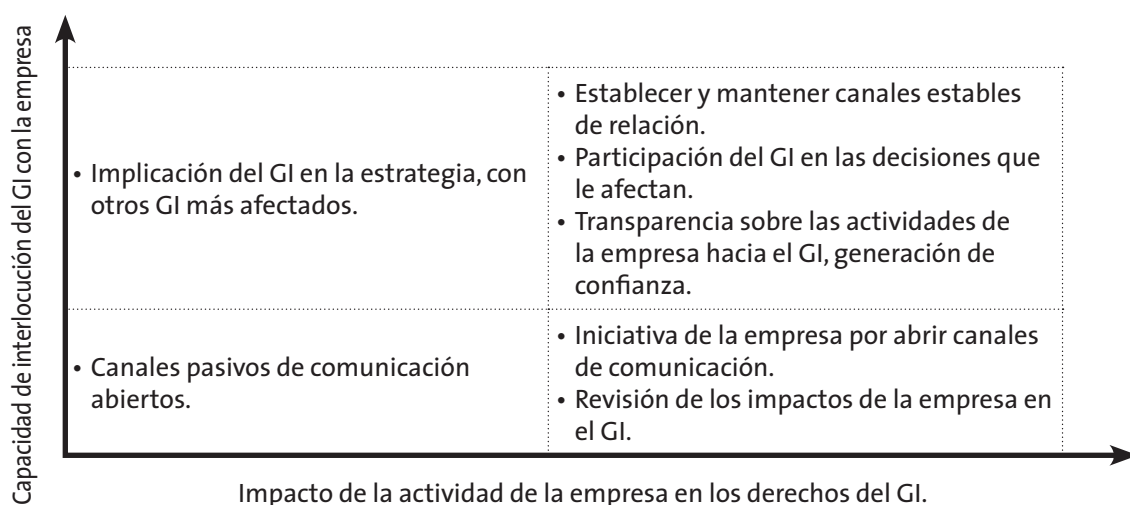 Capacidad de interlocución del GI con la empresa
• Implicación del GI en la estrategia, con
otros GI más afectados.
• Establecer y mantener canales estables
de relación.
• Participación del GI en las decisiones que
le afectan.
• Transparencia sobre las actividades de
la empresa hacia el GI, generación de
confianza.
• Canales pasivos de comunicación
abiertos.
• Iniciativa de la empresa por abrir canales
de comunicación.
• Revisión de los impactos de la empresa en
el GI.
Impacto de la actividad de la empresa en los derechos del GI.